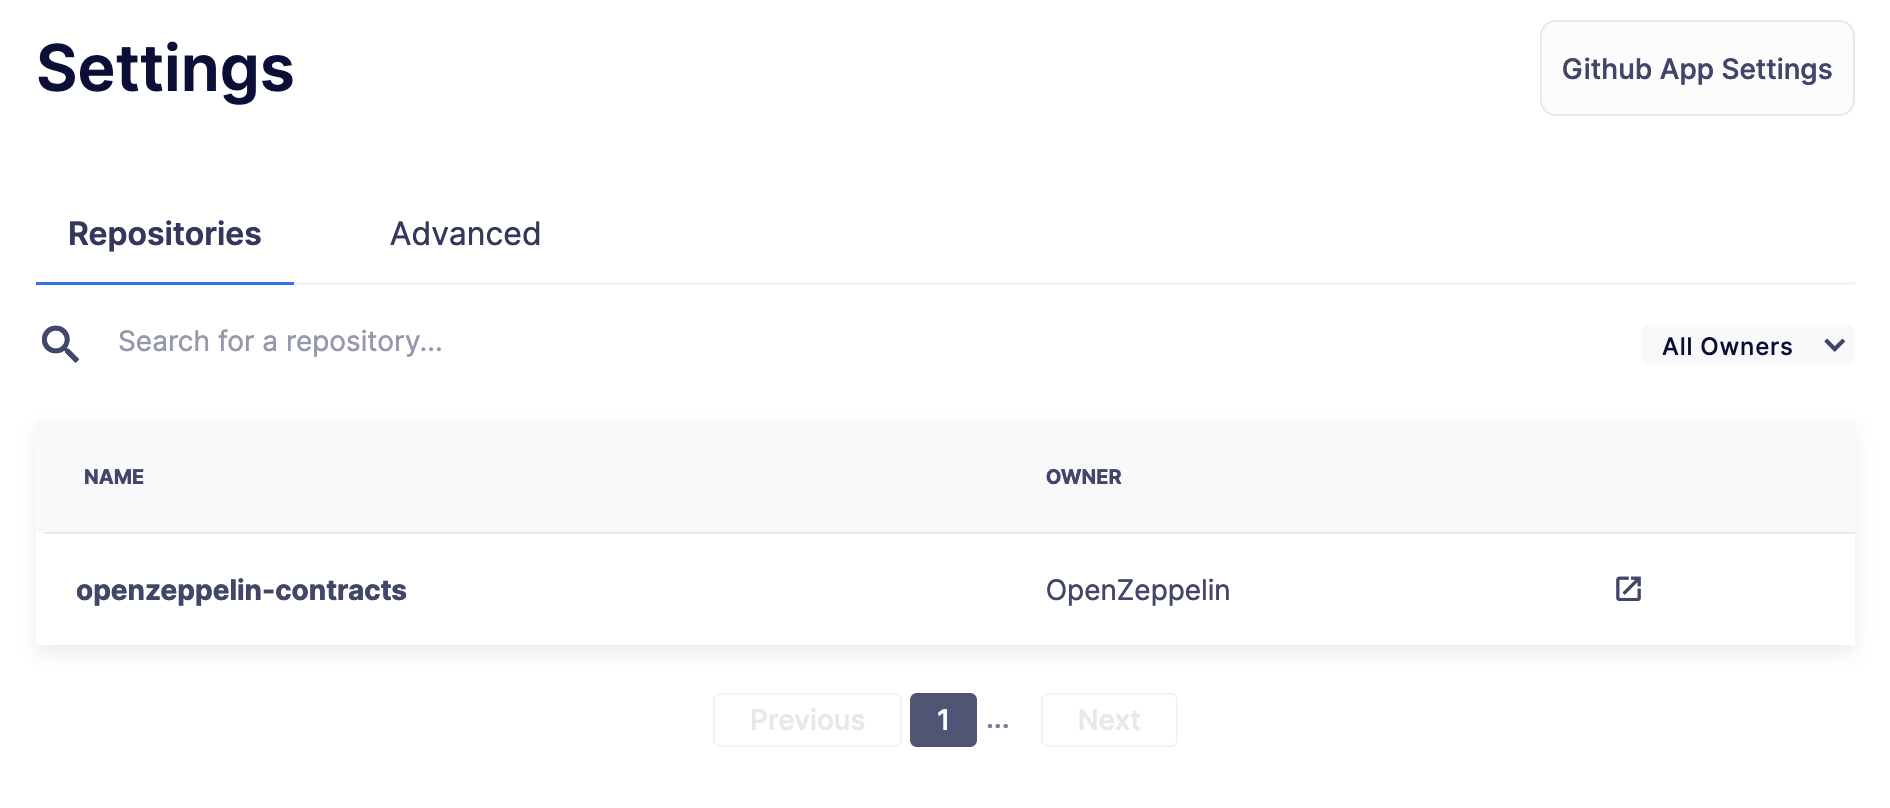 Settings
Github App Settings
Repositories
Advanced
Search for a repository...
All Owners
NAME
OWNER
openzeppelin-contracts
OpenZeppelin
Previous
1
...
Next